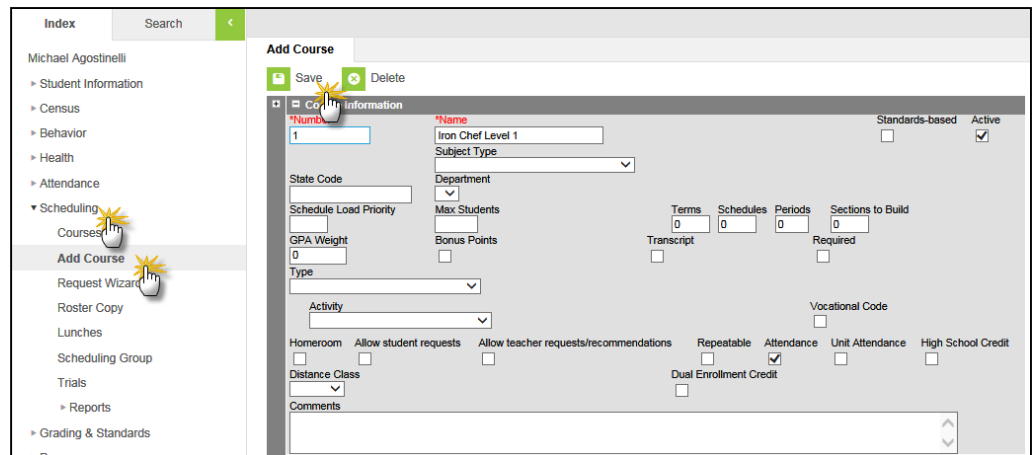 Index Search
Michael Agostinelli
Student Information
Census
Behavior
Health
Attendance
Scheduling
Courses
Add Course
Request Wizard
Roster Copy
Lunches
Scheduling Group
Trials
Reports
Grading & Standards
Add Course
Save Delete
Information
*Number *Name Standards-based Active
1 Iron Chef Level 1
Subject Type
State Code Department
Schedule Load Priority Max Students Terms Schedules Periods Sections to Build
0 0 0 0
GPA Weight Bonus Points Transcript Required
0
Type
Activity Vocational Code
Homeroom Allow student requests Allow teacher requests/recommendations Repeatable Attendance Unit Attendance High School Credit
Distance Class Dual Enrollment Credit
Comments